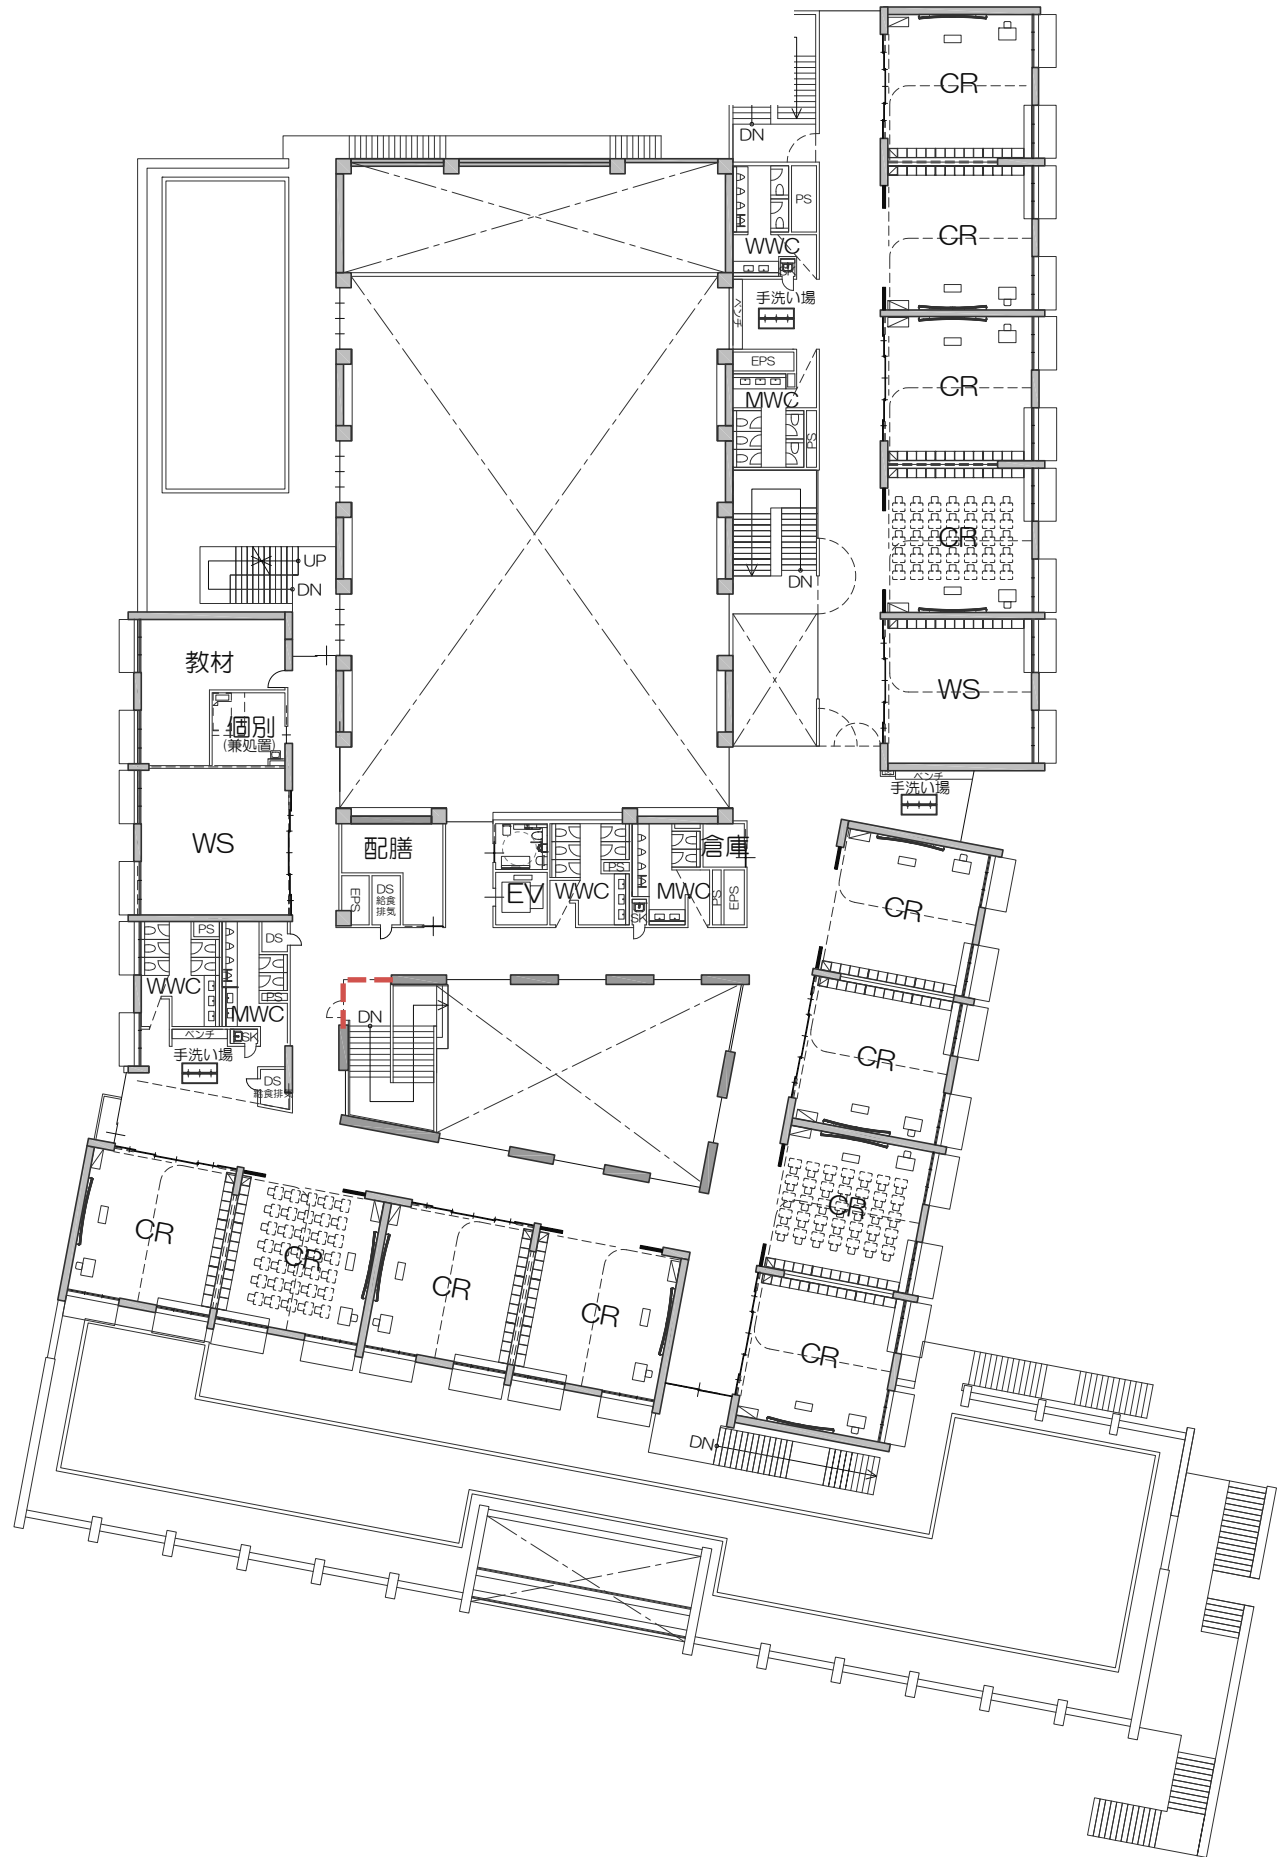 CR
DN
PS
WWC
SK
CR
手洗い場
ベンチ
EPS
CR
MWC
PS
CR
UP
DN
DN
教材
WS
個別
(兼処置)
ベンチ
手洗い場
WS
配膳
倉庫
EPS
DS
給食
排気
EV
WWC
PS
MWC
SK
PS
EPS
CR
PS
DS
WWC
PS
MWC
ベンチ
SK
手洗い場
DS
給食排気
DN
CR
CR
CR
CR
CR
CR
CR
DN